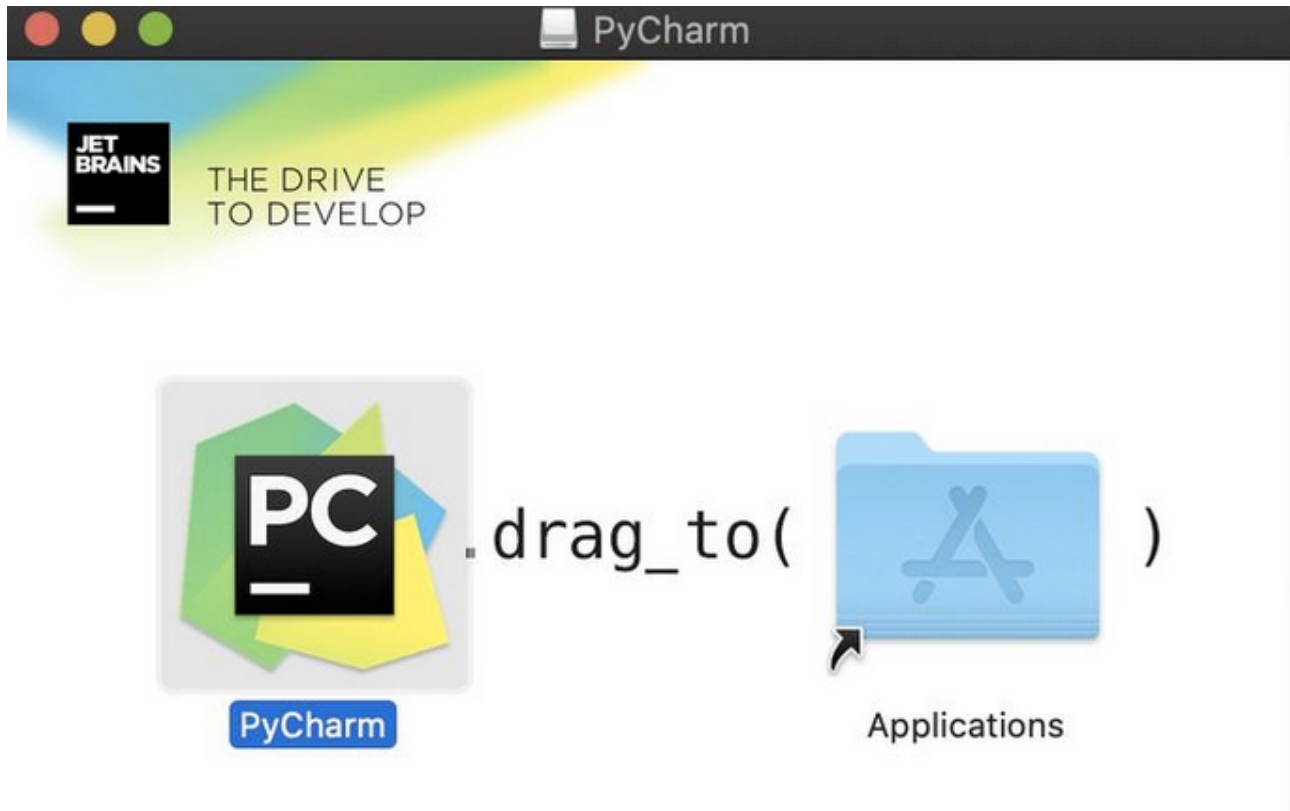 PyCharm
JET
BRAINS
THE DRIVE
TO DEVELOP
PC
.drag_to( )
PyCharm
Applications